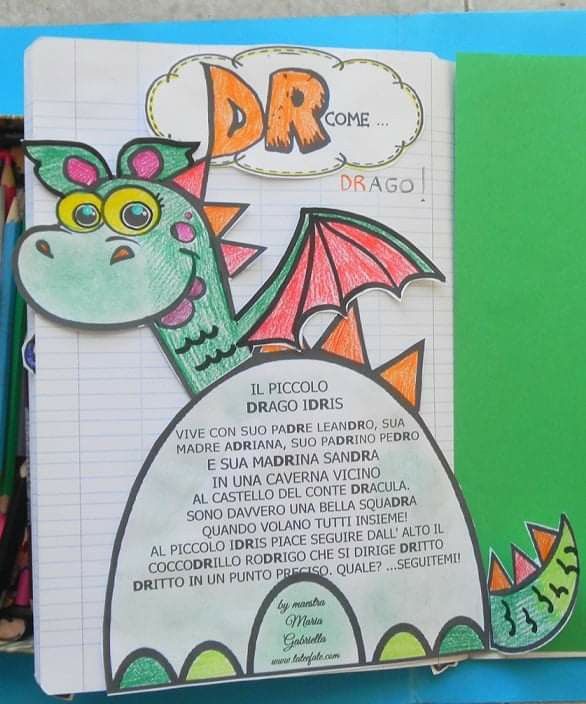 DR COME ...
DRAGO!
IL PICCOLO
DRAGO IDRIS
VIVE CON SUO PADRE LEANDRO, SUA
MADRE ADRIANA, SUO PADRINO PEDRO
E SUA MADRINA SANDRA
IN UNA CAVERNA VICINO
AL CASTELLO DEL CONTE DRACULA.
SONO DAVVERO UNA BELLA SQUADRA
QUANDO VOLANO TUTTI INSIEME!
AL PICCOLO IDRIS PIACE SEGUIRE DALL' ALTO IL
COCCODRILLO RODRIGO CHE SI DIRIGE DRITTO
DRITTO IN UN PUNTO PRECISO. QUALE? ...SEGUITEMI!
by maestra
Maria
Gabriella
www.tateefate.com